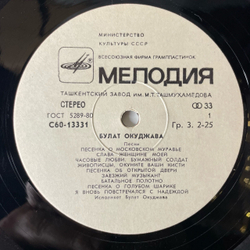 МИНИСТЕРСТВО
КУЛЬТУРЫ СССР
ВСЕСОЮЗНАЯ ФИРМА ГРАМПЛАСТИНОК
МЕЛОДИЯ
ТАШКЕНТСКИЙ ЗАВОД им. М.Т.ТАШМУХАМЕДОВА
СТЕРЕО 33
ГОСТ 5289-80 1
С60-13331 Гр. 3. 2-25
БУЛАТ ОКУДЖАВА
Песни
ПЕСЕНКА О МОСКОВСКОМ МУРАВЬЕ
СЛАВА ЖЕНЩИНЕ МОЕЙ
ЧАСОВЫЕ ЛЮБВИ, БУМАЖНЫЙ СОЛДАТ
ЖИВОПИСЦЫ, ОКУНИТЕ ВАШИ КИСТИ
ПЕСЕНКА ОБ ОТКРЫТОЙ ДВЕРИ
ЗАЕЗЖИЙ МУЗЫКАНТ
БАТАЛЬНОЕ ПОЛОТНО
ПЕСЕНКА О ГОЛУБОМ ШАРИКЕ
Я ВНОВЬ ПОВСТРЕЧАЛСЯ С НАДЕЖДОЙ
Исполняет Булат Окуджава